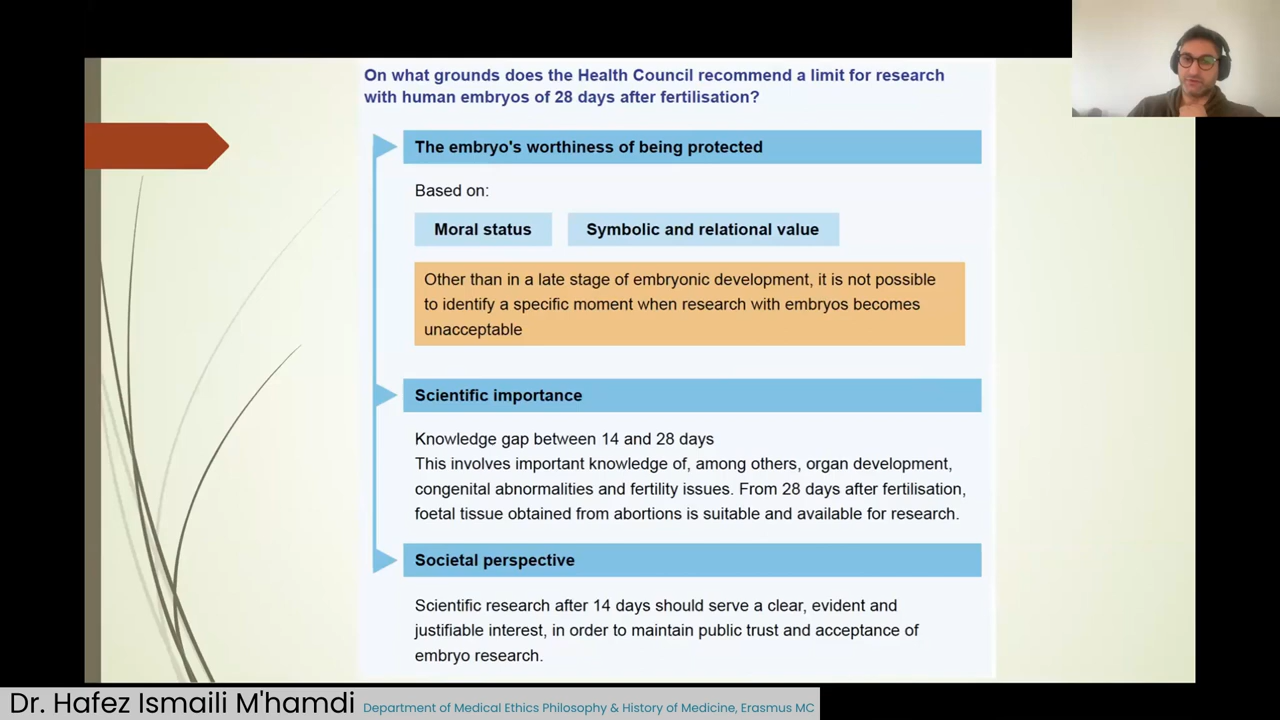 On what grounds does the Health Council recommend a limit for research
with human embryos of 28 days after fertilisation?
The embryo's worthiness of being protected
Based on:
Moral status
Symbolic and relational value
Other than in a late stage of embryonic development, it is not possible
to identify a specific moment when research with embryos becomes
unacceptable
Scientific importance
Knowledge gap between 14 and 28 days
This involves important knowledge of, among others, organ development,
congenital abnormalities and fertility issues. From 28 days after fertilisation,
foetal tissue obtained from abortions is suitable and available for research.
Societal perspective
Scientific research after 14 days should serve a clear, evident and
justifiable interest, in order to maintain public trust and acceptance of
embryo research.
Dr. Hafez Ismaili M'hamdi Department of Medical Ethics Philosophy & History of Medicine, Erasmus MC